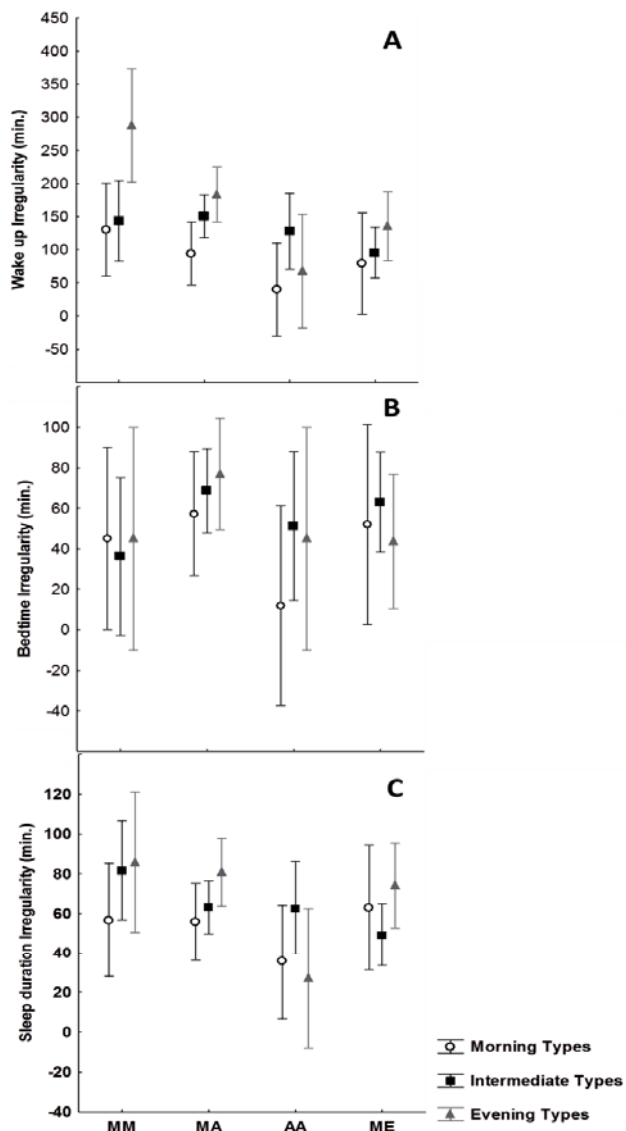 A
Wake up Irregularity (min.)
450
400
350
300
250
200
150
100
50
0
-50
B
Bedtime Irregularity (min.)
100
80
60
40
20
0
-20
-40
C
Sleep duration Irregularity (min.)
120
100
80
60
40
20
0
-20
-40
MM MA AA ME
Morning Types
Intermediate Types
Evening Types